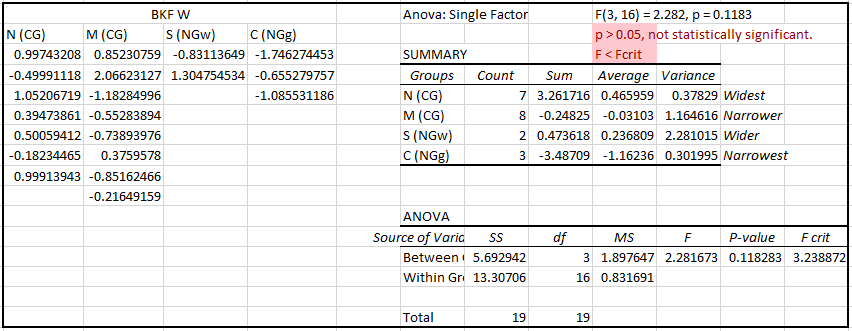 BKF W Anova: Single Factor F(3, 16) = 2.282, p = 0.1183
N (CG) M (CG) S (NGw) C (NGg) p > 0.05, not statistically significant.
0.99743208 0.85230759 -0.83113649 -1.746274453 SUMMARY F < Fcrit
-0.49991118 2.06623127 1.304754534 -0.655279757 Groups Count Sum Average Variance
1.05206719 -1.18284996 -1.085531186 N (CG) 7 3.261716 0.465959 0.37829 Widest
0.39473861 -0.55283894 M (CG) 8 -0.24825 -0.03103 1.164616 Narrower
0.50059412 -0.73893976 S (NGw) 2 0.473618 0.236809 2.281015 Wider
-0.18234465 0.3759578 C (NGg) 3 -3.48709 -1.16236 0.301995 Narrowest
0.99913943 -0.85162466
-0.21649159
ANOVA
Source of Varia SS df MS F P-value F crit
Between 5.692942 3 1.897647 2.281673 0.118283 3.238872
Within Gre 13.30706 16 0.831691
Total 19 19